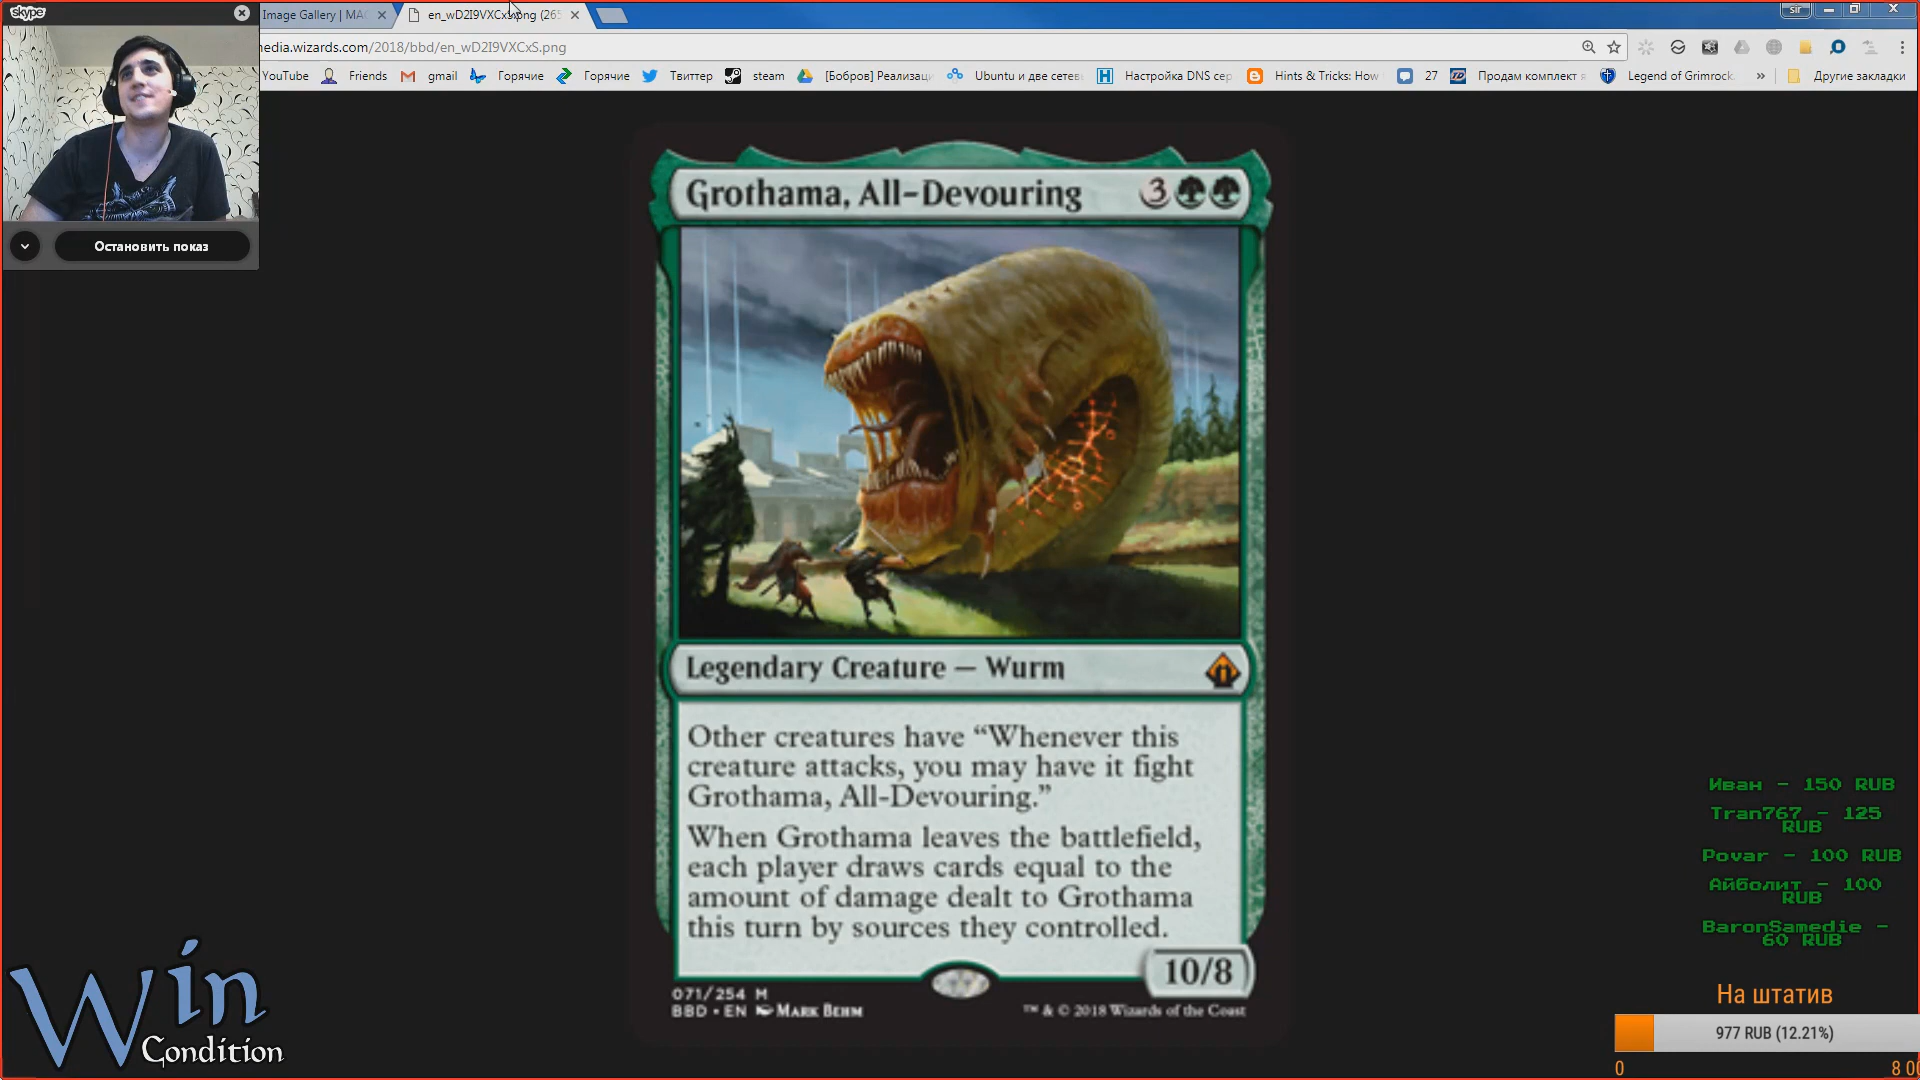 skype
Image Gallery | MA
en_wD2I9VXCxS.png (265
sir
nedia.wizards.com/2018/bbd/en_wD2I9VXCxS.png
YouTube Friends gmail Горячие Горячие Твиттер steam [Бобров] Реализаци Ubuntu и две сетев Настройка DNS сер Hints & Tricks: How 27 Продам комплект я Legend of Grimrock » Другие закладки
Остановить показ
Grothama, All-Devouring 3
Legendary Creature — Wurm
Other creatures have “Whenever this
creature attacks, you may have it fight
Grothama, All-Devouring.”
When Grothama leaves the battlefield,
each player draws cards equal to the
amount of damage dealt to Grothama
this turn by sources they controlled.
10/8
071/254 M
BBD • EN Mark Behm
™ & © 2018 Wizards of the Coast
Иван - 150 RUB
Tran767 - 125
RUB
Povar - 100 RUB
Айболит - 100
RUB
BaronSamedie -
60 RUB
На штатив
977 RUB (12.21%)
0
8 00
Win
Condition